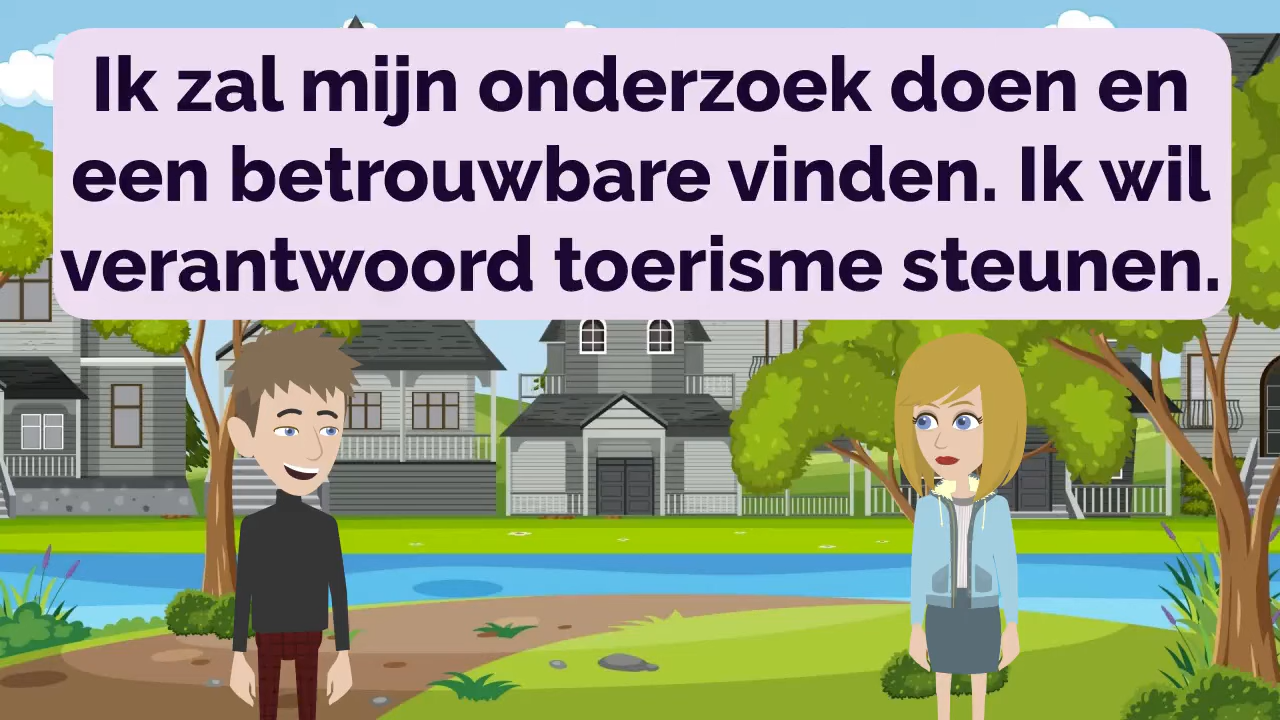 Ik zal mijn onderzoek doen en
een betrouwbare vinden. Ik wil
verantwoord toerisme steunen.